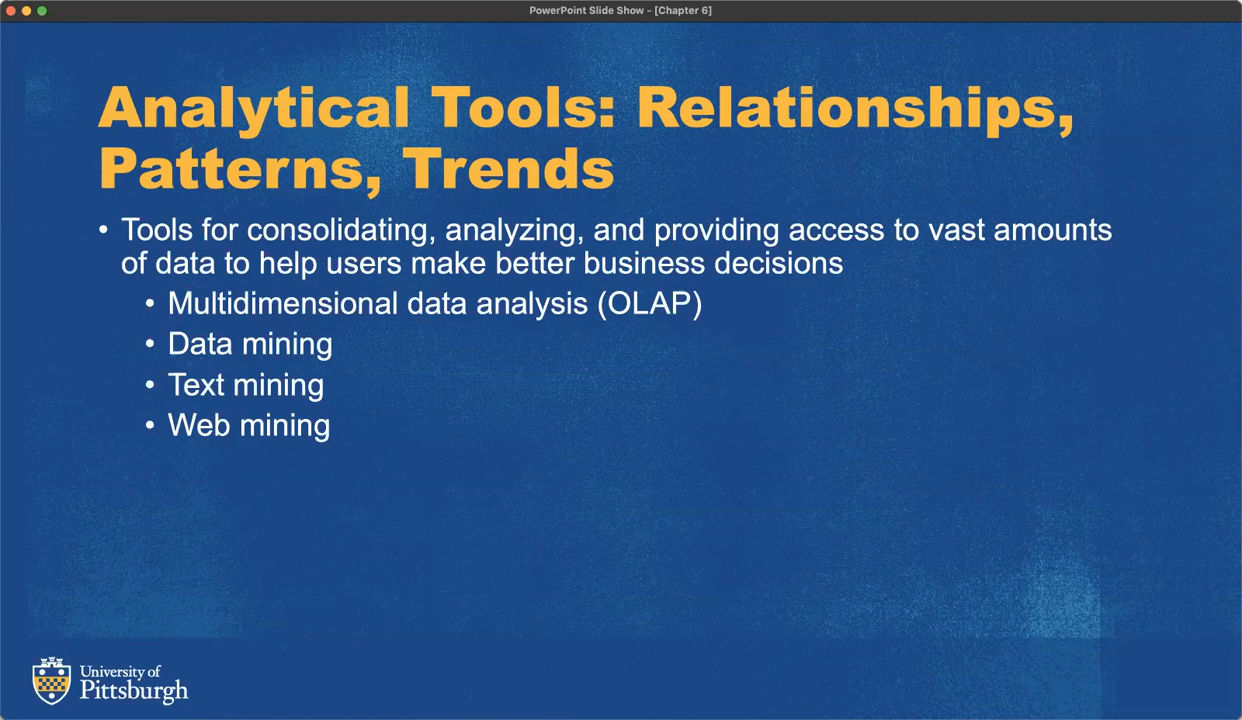 PowerPoint Slide Show - [Chapter 6]
Analytical Tools: Relationships,
Patterns, Trends
• Tools for consolidating, analyzing, and providing access to vast amounts
of data to help users make better business decisions
• Multidimensional data analysis (OLAP)
• Data mining
• Text mining
• Web mining
University of
Pittsburgh